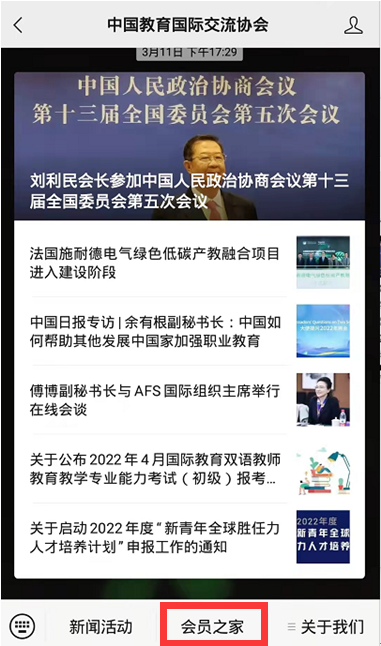 中国教育国际交流协会
3月11日 下午17:29
中国人民政治协商会议
第十三届全国委员会第五次会议
刘利民会长参加中国人民政治协商会议第十三
届全国委员会第五次会议
法国施耐德电气绿色低碳产教融合项目
进入建设阶段
中国日报专访 | 余有根副秘书长：中国如
何帮助其他发展中国家加强职业教育
傅博副秘书长与 AFS 国际组织主席举行
在线会谈
关于公布 2022 年 4 月国际教育双语教师
教育教学专业能力考试（初级）报考...
关于启动 2022 年度 “ 新青年全球胜任力
人才培养计划 ” 申报工作的通知
2022年度
新青年全球
力人才培养
新闻活动
会员之家
关于我们